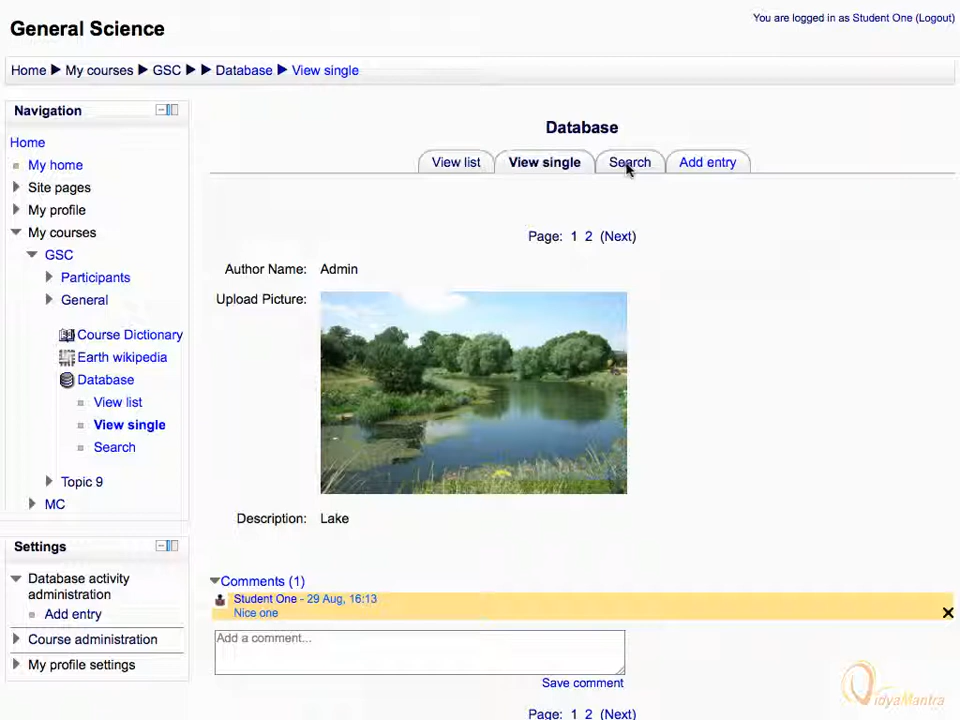 General Science
You are logged in as Student One (Logout)
Home ▶ My courses ▶ GSC ▶ ▶ Database ▶ View single
Navigation
Home
My home
Site pages
My profile
My courses
GSC
Participants
General
Course Dictionary
Earth wikipedia
Database
View list
View single
Search
Topic 9
MC
Settings
Database activity
administration
Add entry
Course administration
My profile settings
Database
View list
View single
Search
Add entry
Page: 1 2 (Next)
Author Name: Admin
Upload Picture:
Description: Lake
Comments (1)
Student One - 29 Aug, 16:13
Nice one
Add a comment...
Save comment
Page: 1 2 (Next)
VidyaMantra